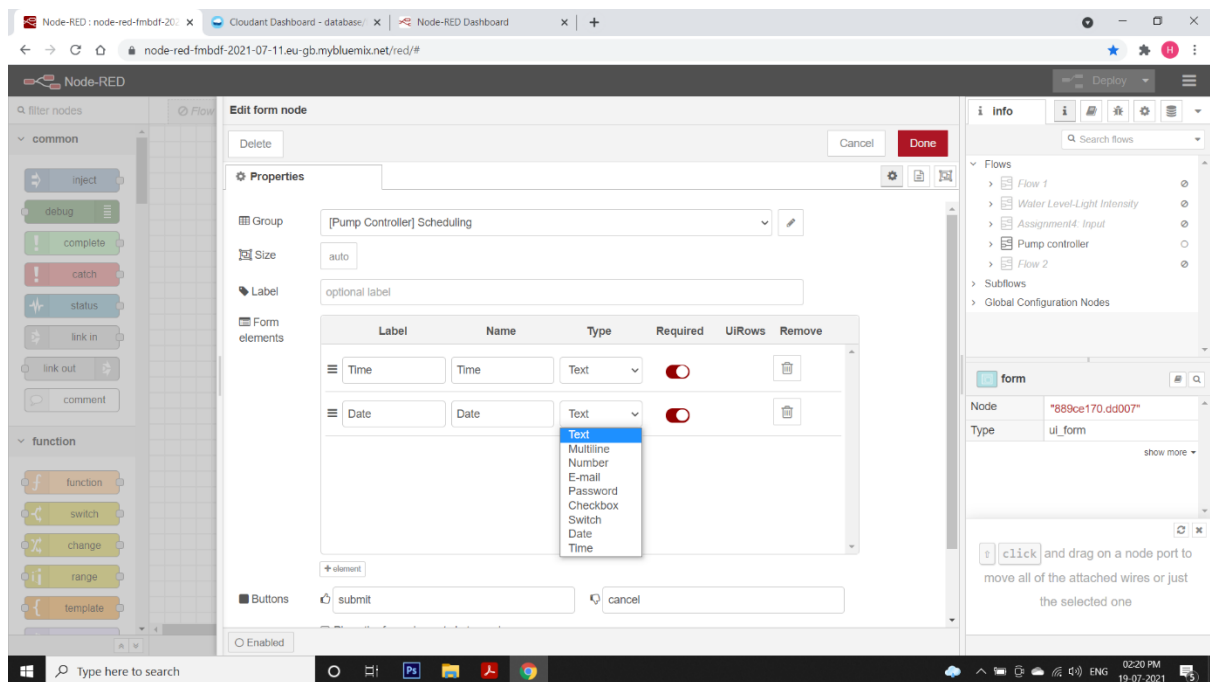 Node-RED : node-red-fmbdf-202
Cloudant Dashboard - database/
Node-RED Dashboard
node-red-fmbdf-2021-07-11.eu-gb.mybluemix.net/red/#
H
Node-RED
Deploy
filter nodes
Flow
Edit form node
i info
common
Delete
Cancel
Done
Search flows
inject
Properties
Flows
Flow 1
debug
Group
[Pump Controller] Scheduling
Water Level-Light Intensity
Assignment4: Input
complete
Size
auto
Pump controller
Flow 2
catch
Label
optional label
Subflows
status
Form elements
Global Configuration Nodes
Label Name Type Required UiRows Remove
link in
Time Time Text
link out
form
comment
Date Date Text
Node "889ce170.dd007"
Type ui_form
function
Text
Multiline
show more
Number
function
E-mail
Password
Checkbox
switch
Switch
Date
change
Time
click and drag on a node port to
move all of the attached wires or just
the selected one
range
+ element
template
Buttons
submit
cancel
Enabled
Type here to search
Ps
ENG
02:20 PM
19-07-2021
5